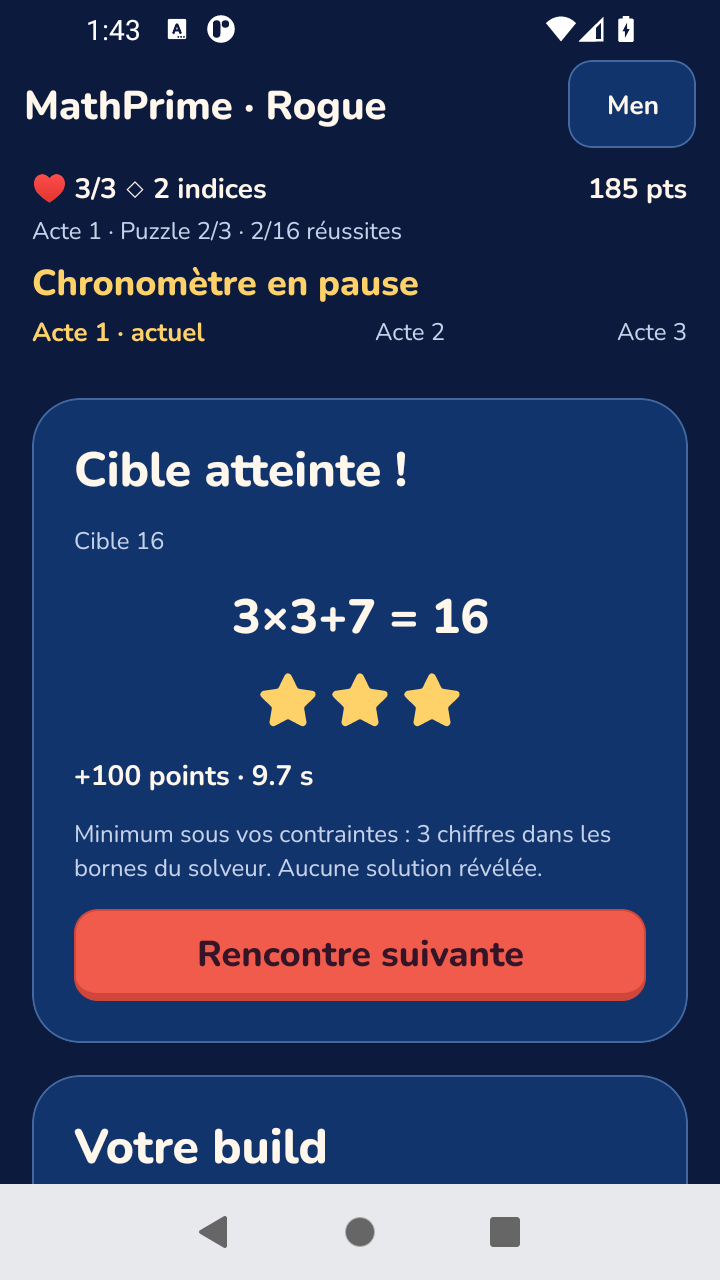 1:43
MathPrime · Rogue
Men
3/3 ◇ 2 indices
185 pts
Acte 1 · Puzzle 2/3 · 2/16 réussites
Chronomètre en pause
Acte 1 · actuel
Acte 2
Acte 3
Cible atteinte !
Cible 16
3×3+7 = 16
+100 points · 9.7 s
Minimum sous vos contraintes : 3 chiffres dans les
bornes du solveur. Aucune solution révélée.
Rencontre suivante
Votre build